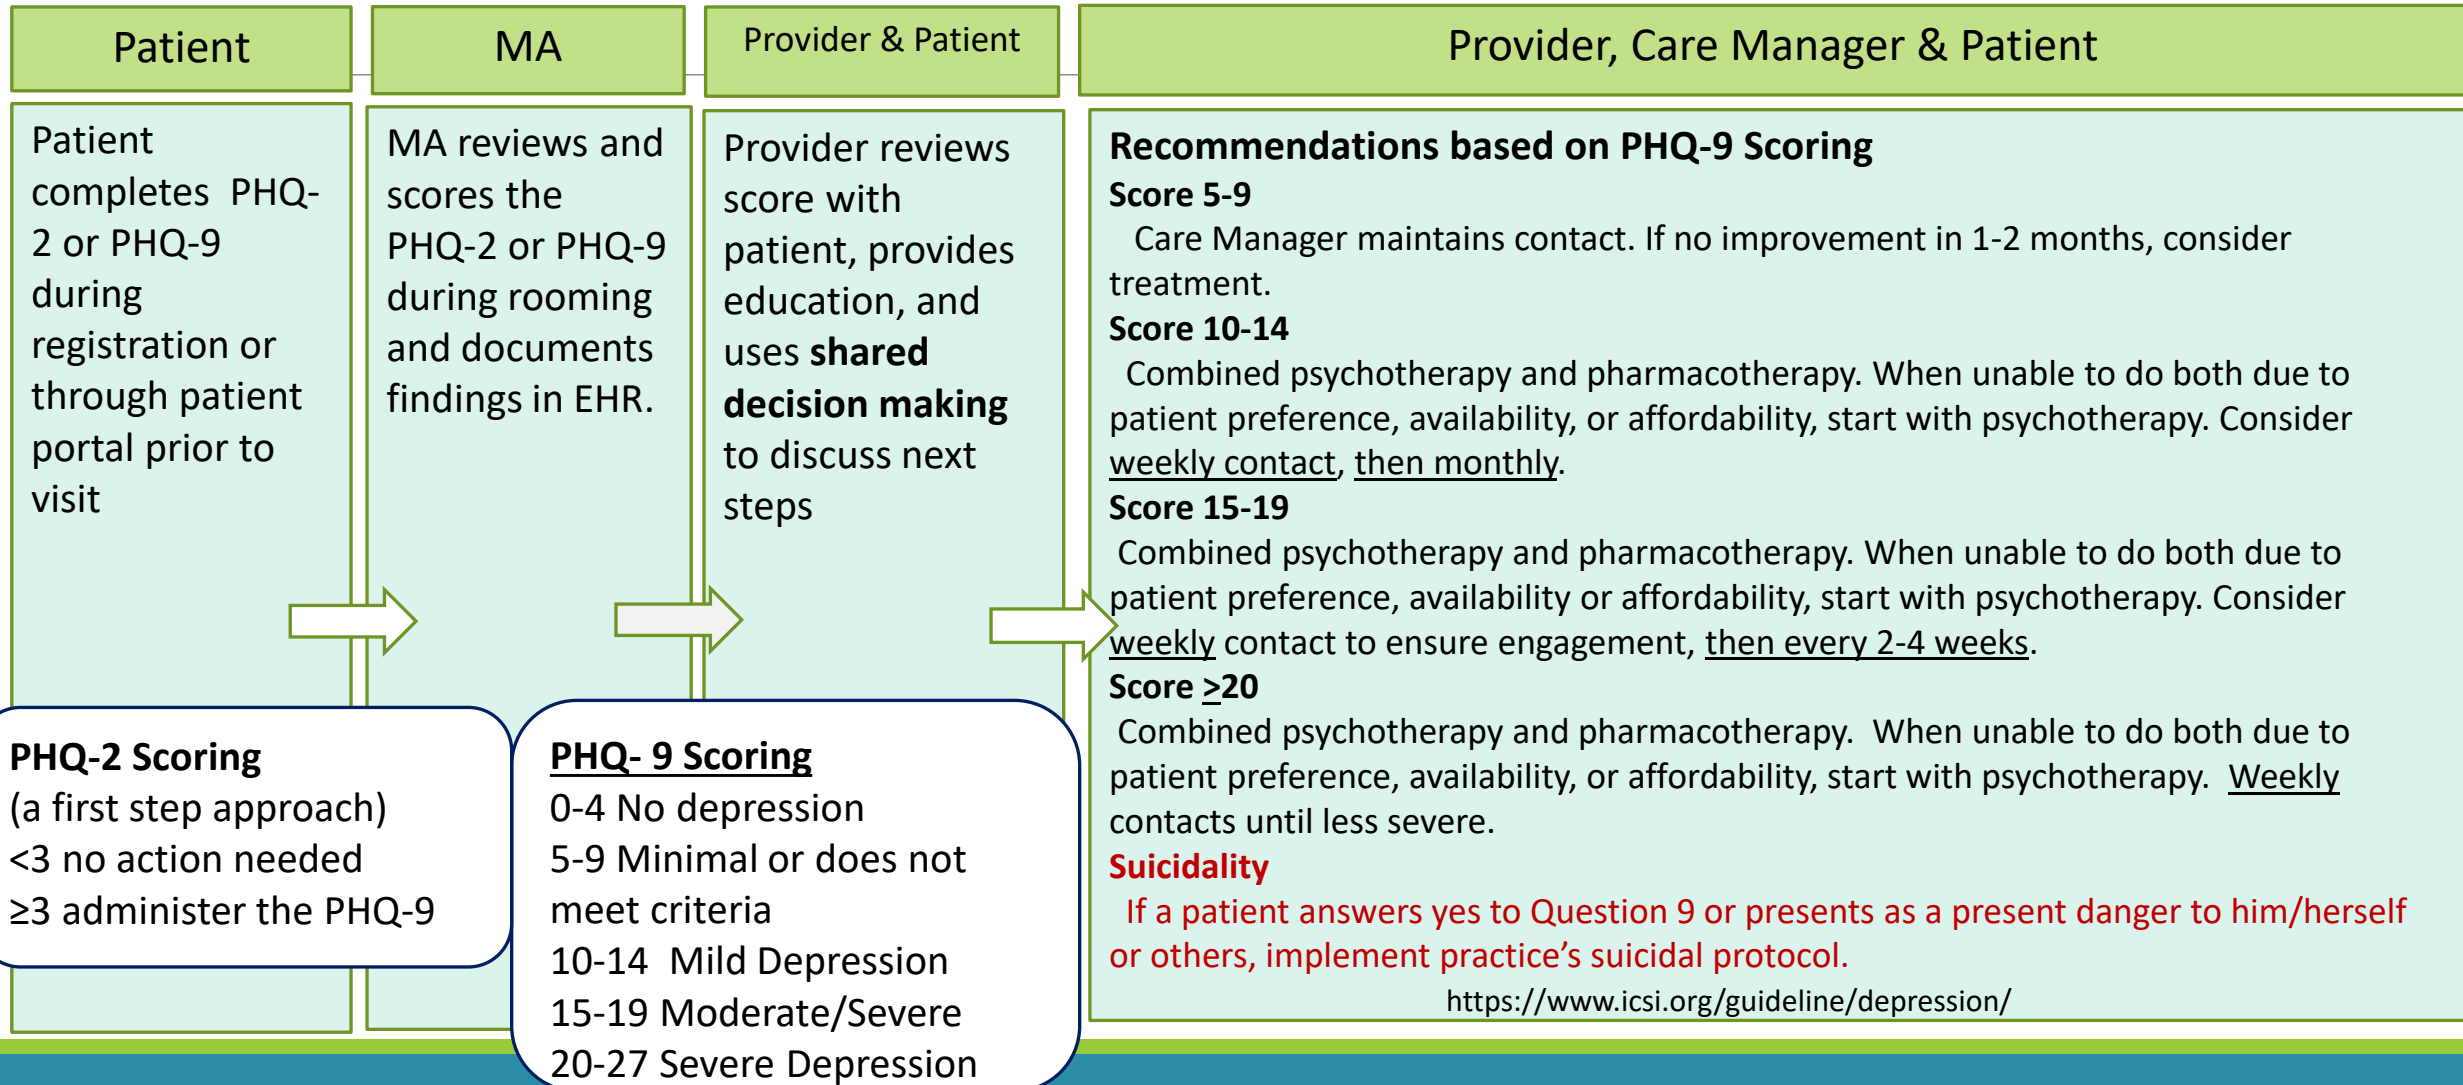 Patient
MA
Provider & Patient
Provider, Care Manager & Patient
Patient
completes  PHQ-
2 or PHQ-9
during
registration or
through patient
portal prior to
visit
MA reviews and
scores the
PHQ-2 or PHQ-9
during rooming
and documents
findings in EHR.
Provider reviews
score with
patient, provides
education, and
uses shared
decision making
to discuss next
steps
Recommendations based on PHQ-9 Scoring
Score 5-9
Care Manager maintains contact. If no improvement in 1-2 months, consider
treatment.
Score 10-14
Combined psychotherapy and pharmacotherapy. When unable to do both due to
patient preference, availability, or affordability, start with psychotherapy. Consider
weekly contact, then monthly.
Score 15-19
Combined psychotherapy and pharmacotherapy. When unable to do both due to
patient preference, availability or affordability, start with psychotherapy. Consider
weekly contact to ensure engagement, then every 2-4 weeks.
Score ≥20
Combined psychotherapy and pharmacotherapy.  When unable to do both due to
patient preference, availability, or affordability, start with psychotherapy.  Weekly
contacts until less severe.
Suicidality
If a patient answers yes to Question 9 or presents as a present danger to him/herself
or others, implement practice’s suicidal protocol.
https://www.icsi.org/guideline/depression/
PHQ-2 Scoring
(a first step approach)
<3 no action needed
≥3 administer the PHQ-9
PHQ- 9 Scoring
0-4 No depression
5-9 Minimal or does not
meet criteria
10-14  Mild Depression
15-19 Moderate/Severe
20-27 Severe Depression